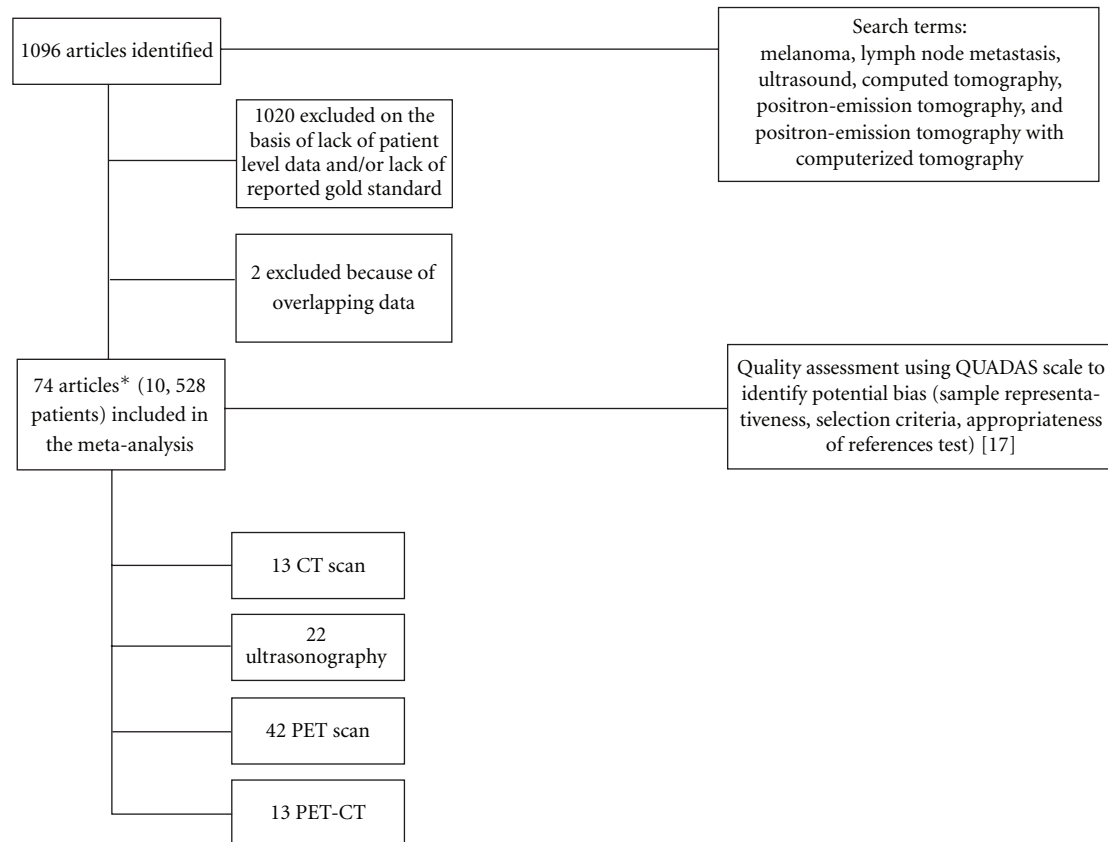 1096 articles identified
Search terms:
melanoma, lymph node metastasis,
ultrasound, computed tomography,
positron-emission tomography, and
positron-emission tomography with
computerized tomography
1020 excluded on the
basis of lack of patient
level data and/or lack of
reported gold standard
2 excluded because of
overlapping data
74 articles* (10, 528
patients) included in
the meta-analysis
Quality assessment using QUADAS scale to
identify potential bias (sample representa-
tiveness, selection criteria, appropriateness
of references test) [17]
13 CT scan
22
ultrasonography
42 PET scan
13 PET-CT